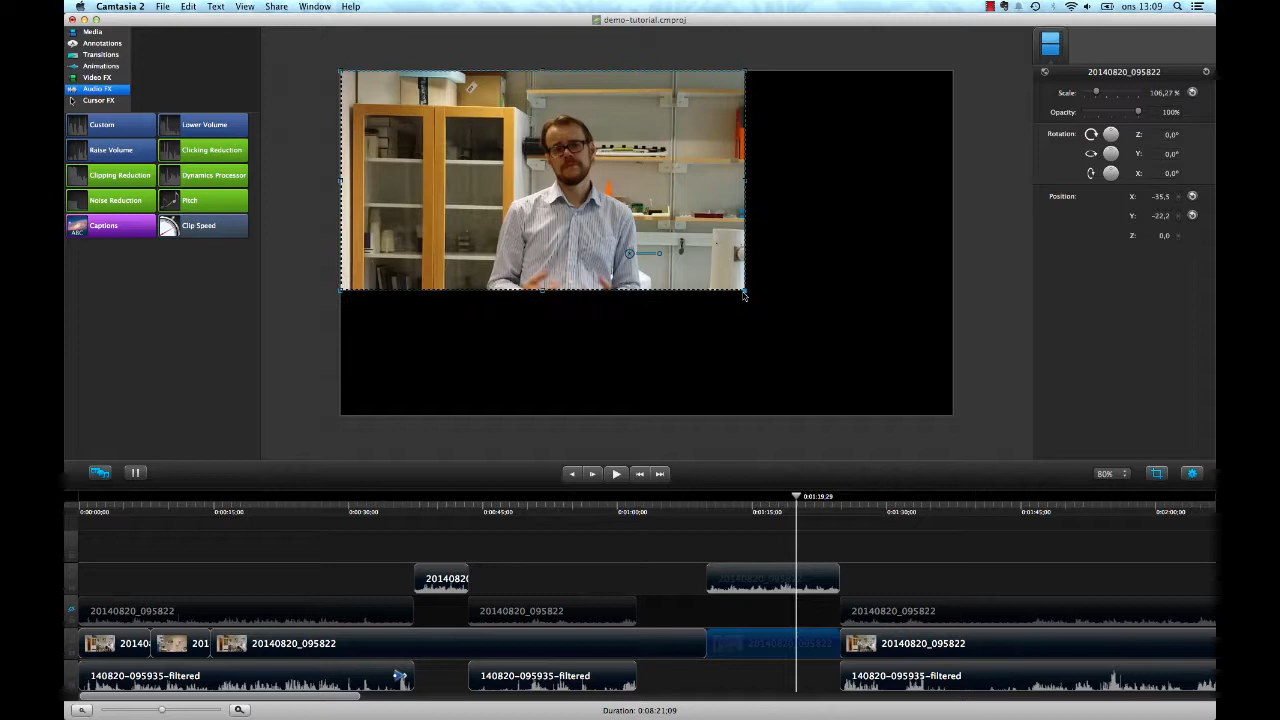 Camtasia 2 File Edit Text View Share Window Help ons 13:09
demo-tutorial.cmproj
Media
Annotations
Transitions
Animations
Video FX
Audio FX
Cursor FX
Custom Lower Volume
Raise Volume Clicking Reduction
Clipping Reduction Dynamics Processor
Noise Reduction Pitch
ABC Captions Clip Speed
20140820_095822
Scale: 106,27 %
Opacity: 100%
Rotation: Z: 0,0°
Y: 0,0°
X: 0,0°
Position: X: -35,5
Y: -22,2
Z: 0,0
80%
0:01:19;29
0:00:00;00 0:00:15;00 0:00:30;00 0:00:45;00 0:01:00;00 0:01:15;00 0:01:30;00 0:01:45;00 0:02:00;00
2014082( 20140820_095822
20140820_095822 20140820_095822 20140820_095822
20140 201 20140820_095822 20140820_095822 20140820_095822
140820-095935-filtered 140820-095935-filtered 140820-095935-filtered
Duration: 0:08:21;09